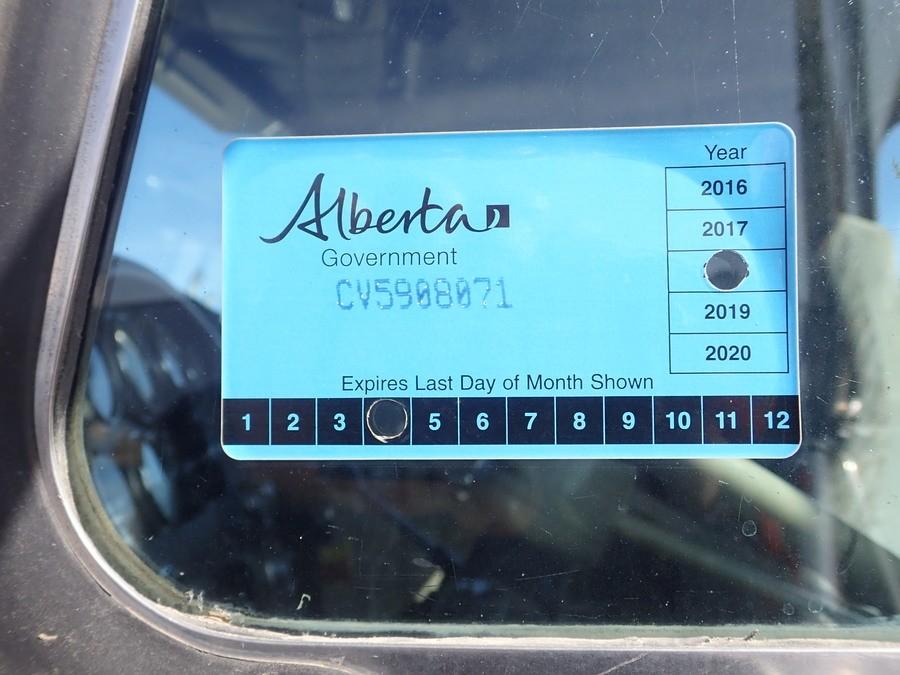 Alberta
Government
CV5908071
Year
2016
2017
2019
2020
Expires Last Day of Month Shown
1 2 3 5 6 7 8 9 10 11 12